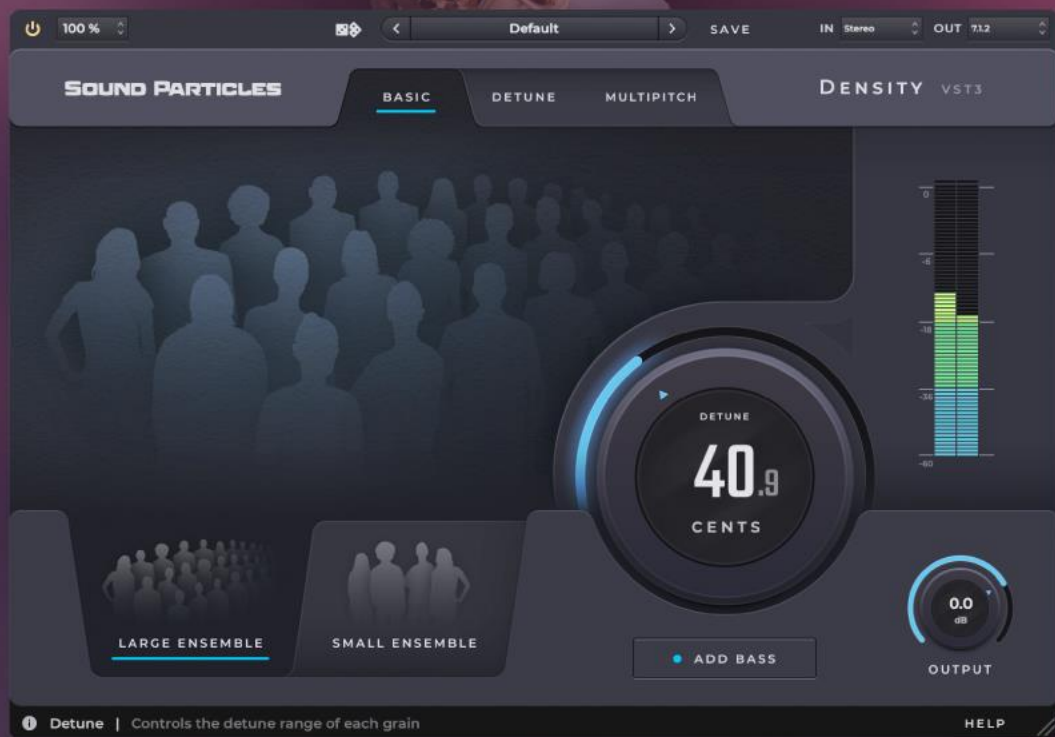 100 %
Default
SAVE
IN Stereo
OUT 7.1.2
SOUND PARTICLES
BASIC
DETUNE
MULTIPITCH
DENSITY VST3
0
-6
-18
-36
-60
DETUNE
40.9
CENTS
LARGE ENSEMBLE
SMALL ENSEMBLE
ADD BASS
0.0
dB
OUTPUT
Detune | Controls the detune range of each grain
HELP